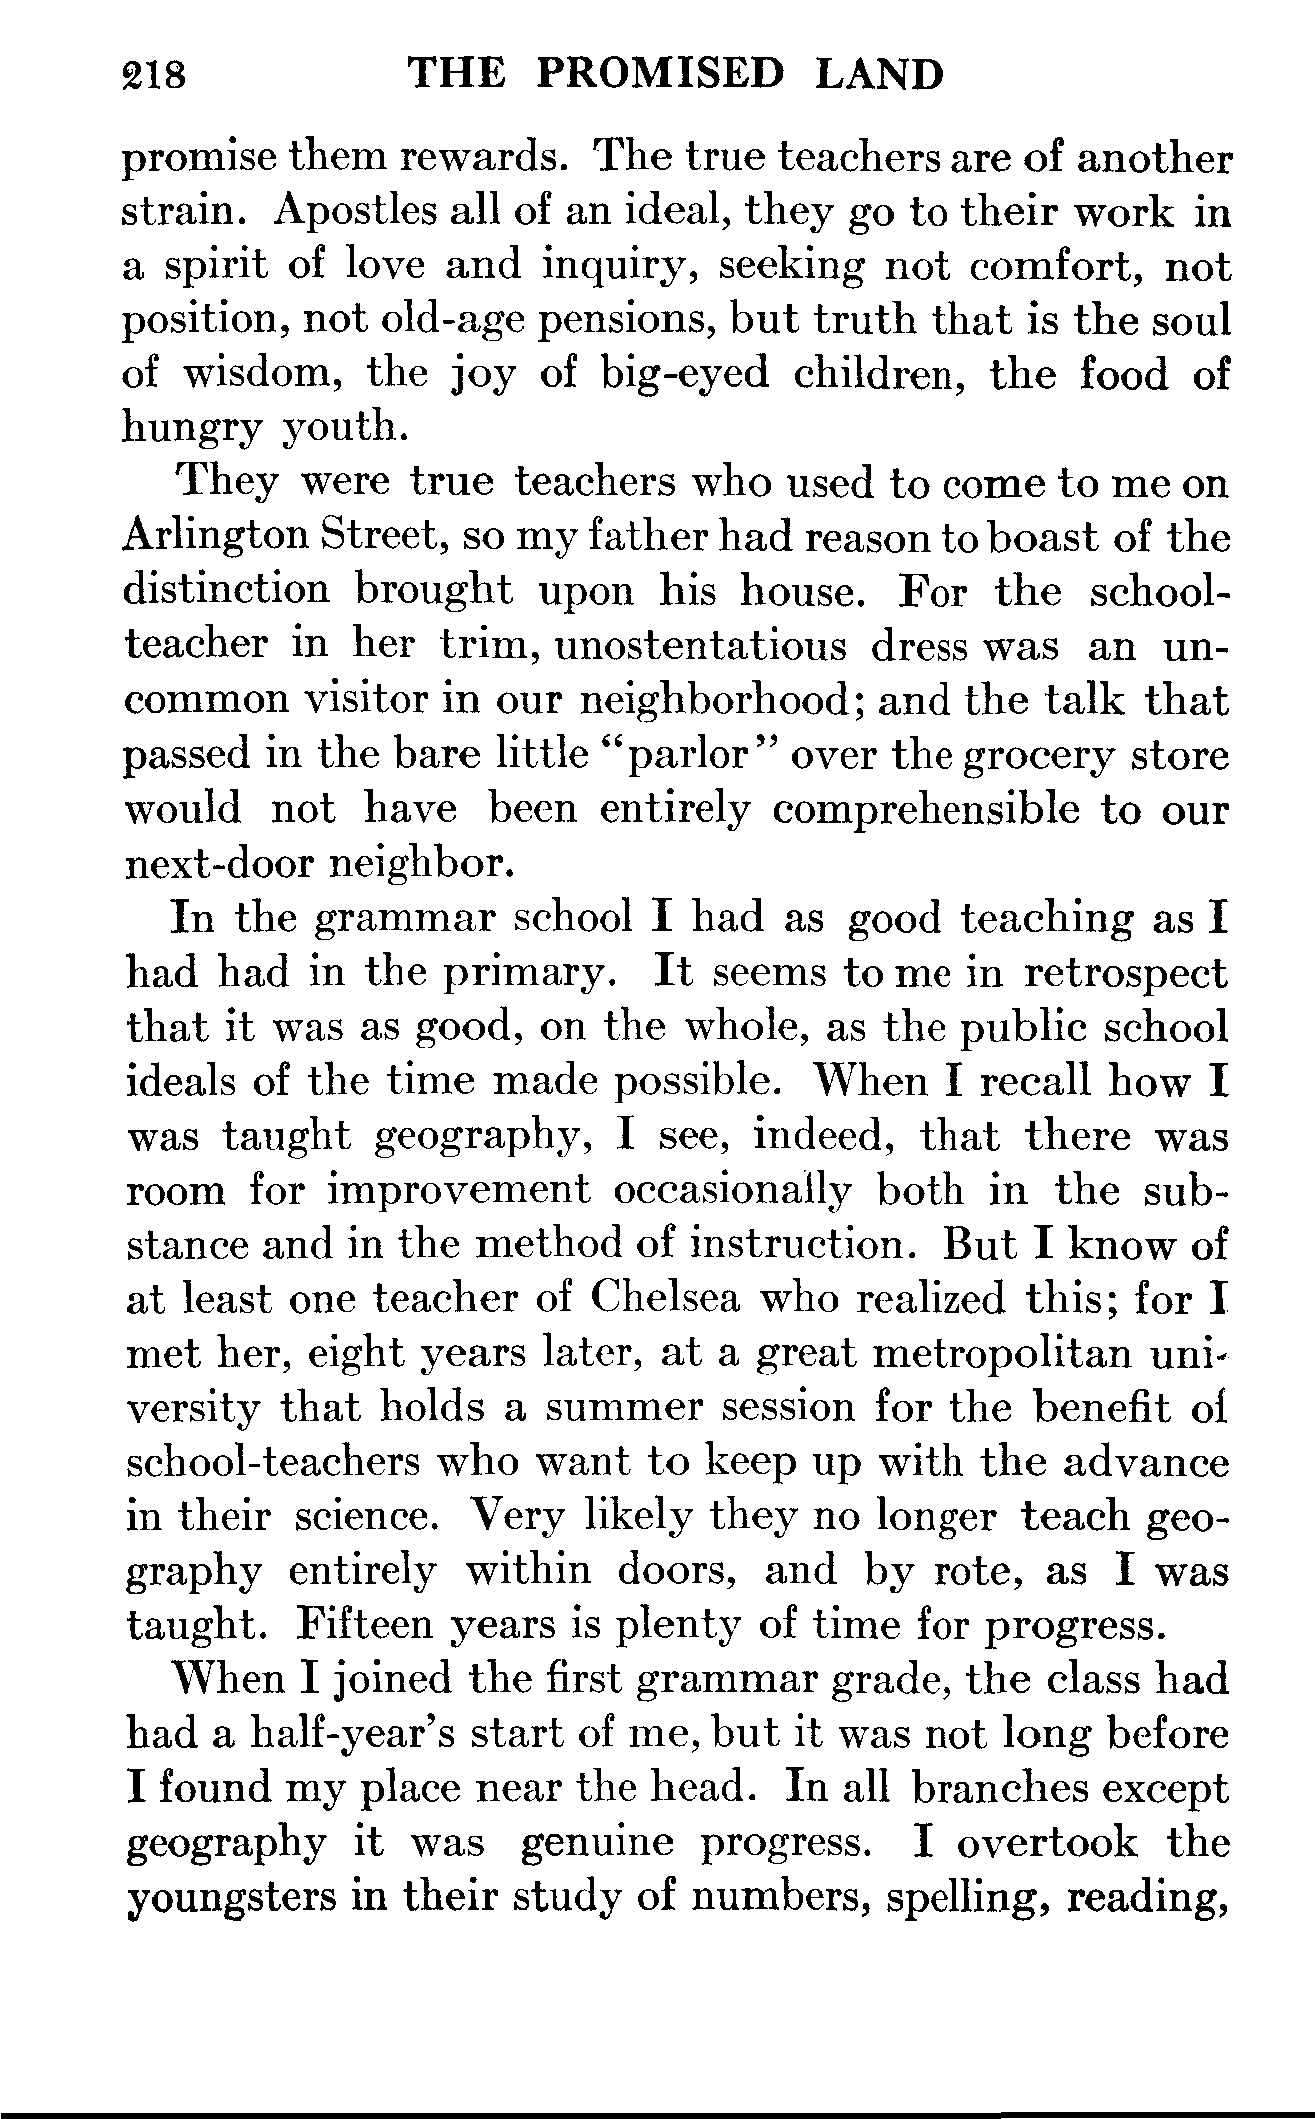 218 THE PROMISED LAND
promise them rewards. The true teachers are of another
strain. Apostles all of an ideal, they go to their work in
a spirit of love and inquiry, seeking not comfort, not
position, not old-age pensions, but truth that is the soul
of wisdom, the joy of big-eyed children, the food of
hungry youth.
They were true teachers who used to come to me on
Arlington Street, so my father had reason to boast of the
distinction brought upon his house. For the school-
teacher in her trim, unostentatious dress was an un-
common visitor in our neighborhood; and the talk that
passed in the bare little “parlor” over the grocery store
would not have been entirely comprehensible to our
next-door neighbor.
In the grammar school I had as good teaching as I
had had in the primary. It seems to me in retrospect
that it was as good, on the whole, as the public school
ideals of the time made possible. When I recall how I
was taught geography, I see, indeed, that there was
room for improvement occasionally both in the sub-
stance and in the method of instruction. But I know of
at least one teacher of Chelsea who realized this; for I
met her, eight years later, at a great metropolitan uni-
versity that holds a summer session for the benefit of
school-teachers who want to keep up with the advance
in their science. Very likely they no longer teach geo-
graphy entirely within doors, and by rote, as I was
taught. Fifteen years is plenty of time for progress.
When I joined the first grammar grade, the class had
had a half-year’s start of me, but it was not long before
I found my place near the head. In all branches except
geography it was genuine progress. I overtook the
youngsters in their study of numbers, spelling, reading,